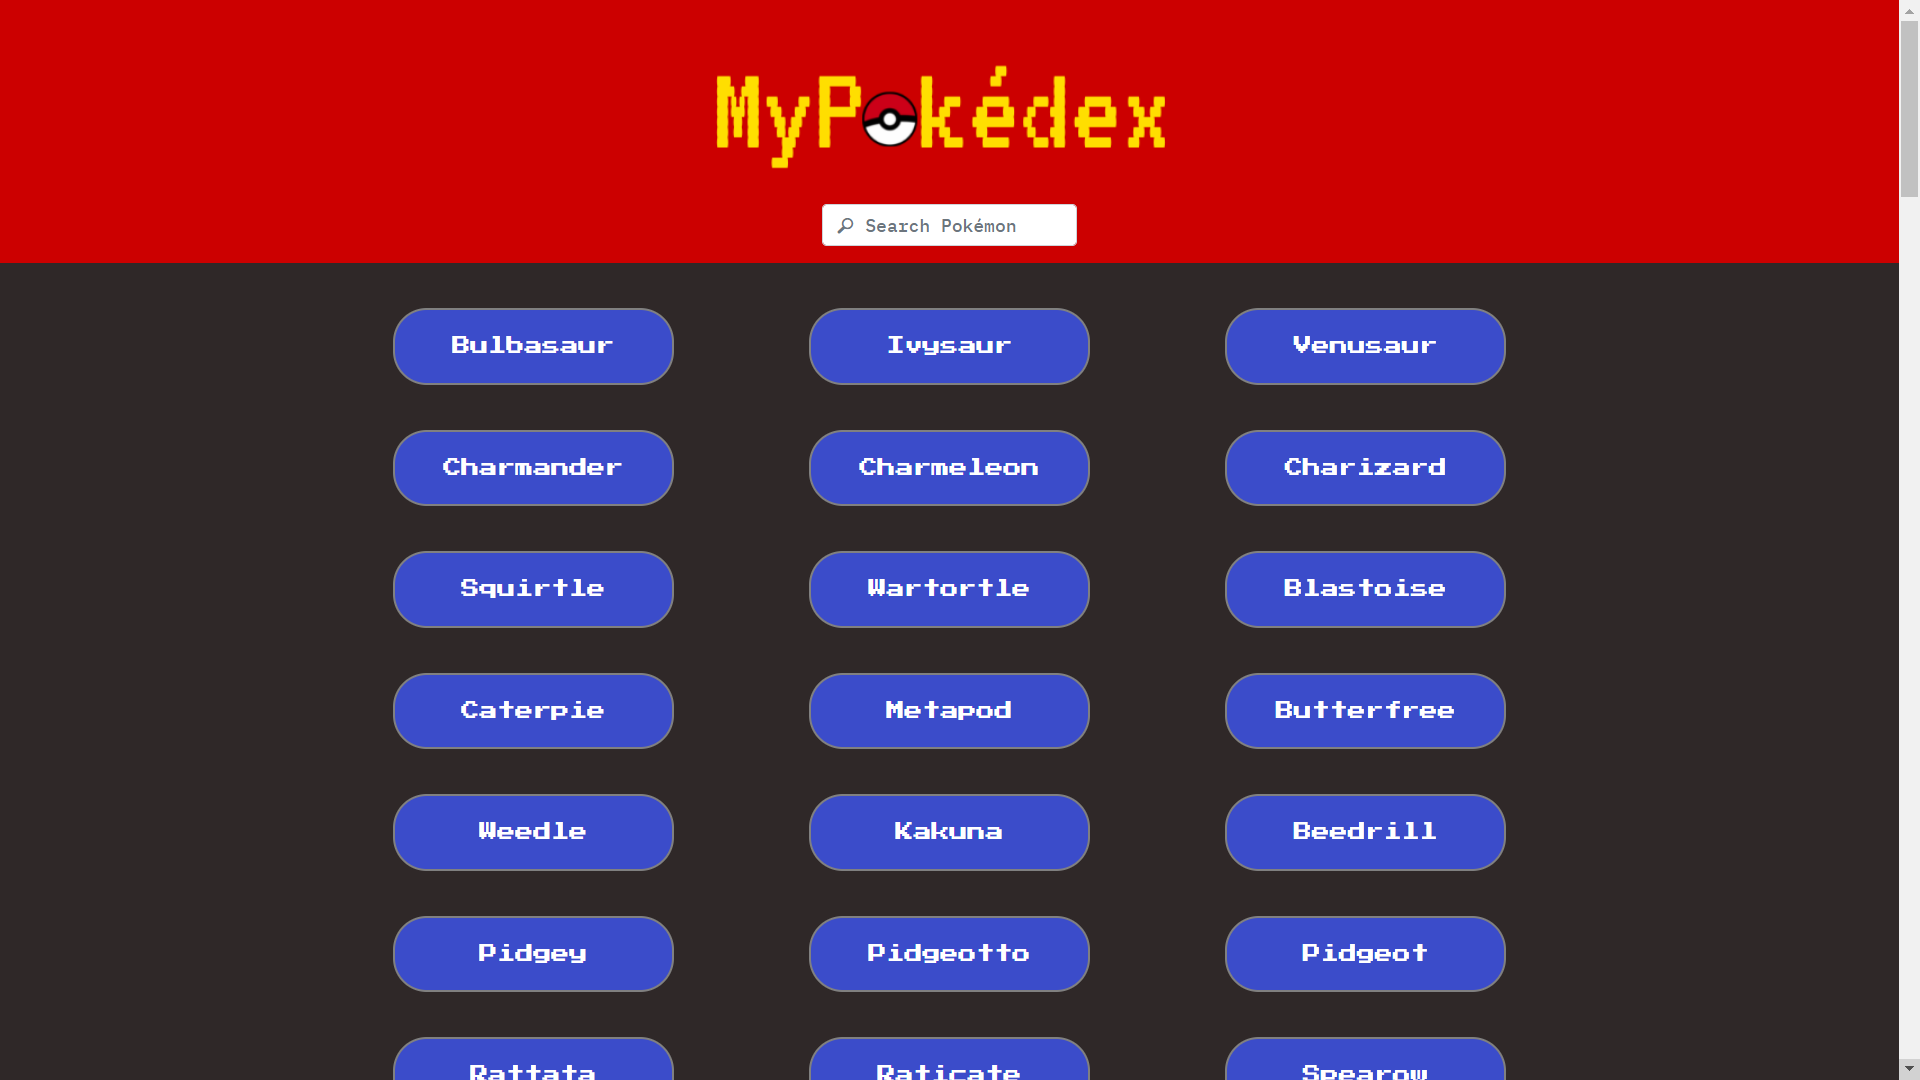 MyPokédex
Search Pokémon
Bulbasaur Ivysaur Venusaur
Charmander Charmeleon Charizard
Squirtle Wartortle Blastoise
Caterpie Metapod Butterfree
Weedle Kakuna Beedrill
Pidgey Pidgeotto Pidgeot
Rattata Raticate Spearow